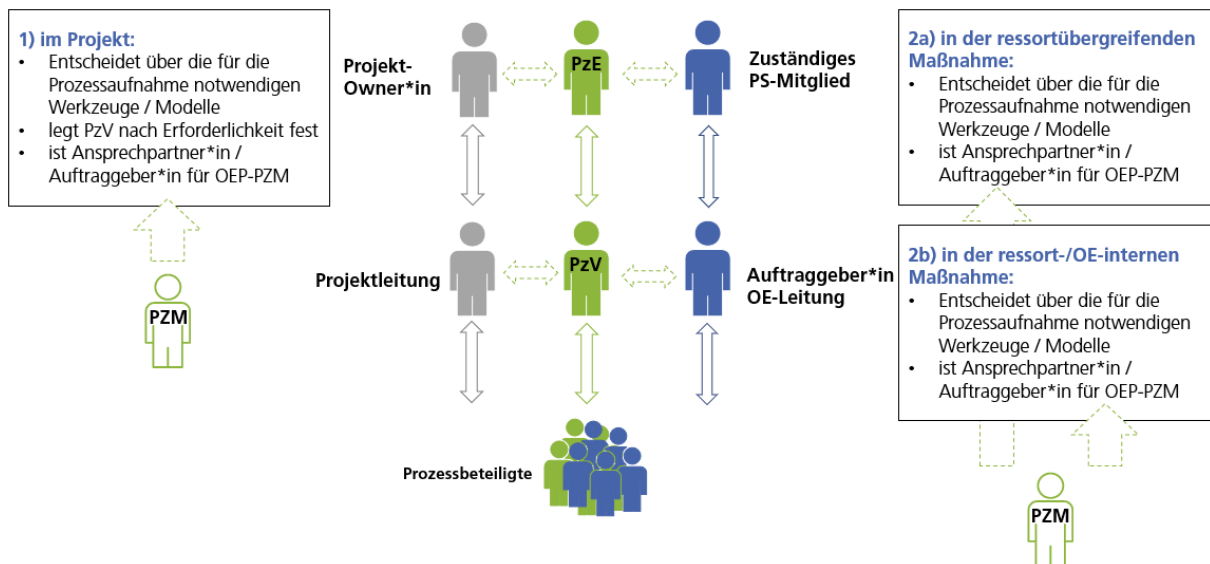 1) im Projekt:
• Entscheidet über die für die
Prozessaufnahme notwendigen
Werkzeuge / Modelle
• legt PzV nach Erforderlichkeit fest
• ist Ansprechpartner*in /
Auftraggeber*in für OEP-PZM
PZM
Projekt-
Owner*in
PzE
Zuständiges
PS-Mitglied
Projektleitung
PzV
Auftraggeber*in
OE-Leitung
Prozessbeteiligte
2a) in der ressortübergreifenden
Maßnahme:
• Entscheidet über die für die
Prozessaufnahme notwendigen
Werkzeuge / Modelle
• ist Ansprechpartner*in /
Auftraggeber*in für OEP-PZM
2b) in der ressort-/OE-internen
Maßnahme:
• Entscheidet über die für die
Prozessaufnahme notwendigen
Werkzeuge / Modelle
• ist Ansprechpartner*in /
Auftraggeber*in für OEP-PZM
PZM